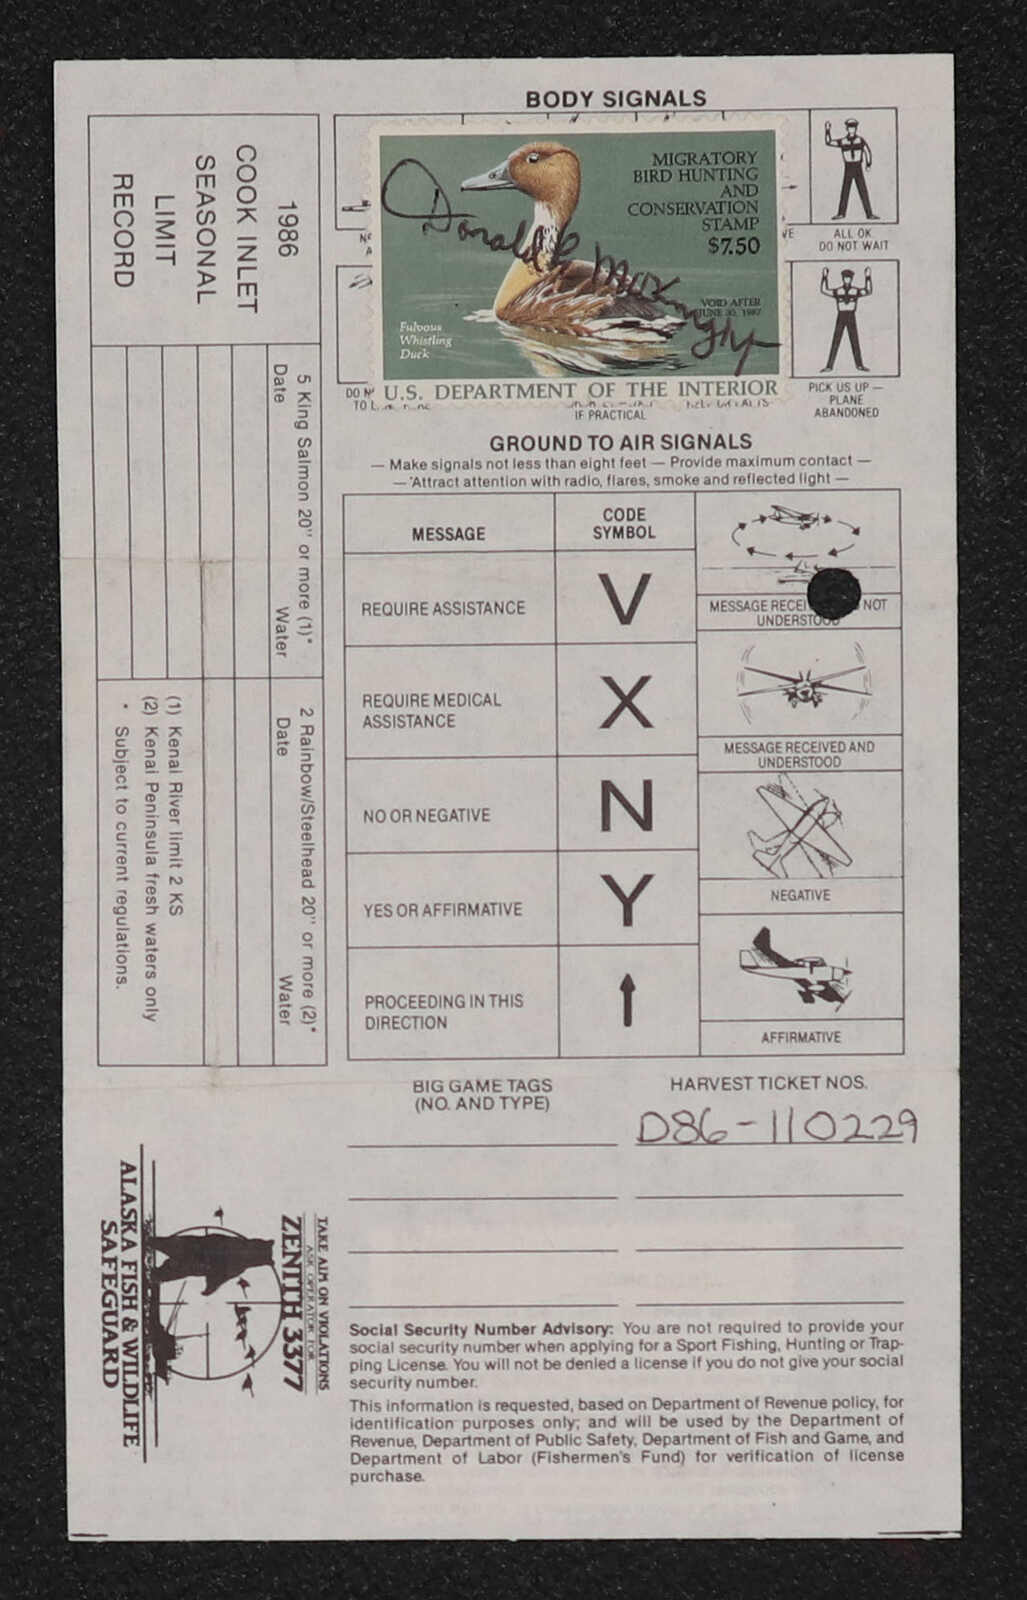 BODY SIGNALS
MIGRATORY
BIRD HUNTING
AND
CONSERVATION
STAMP
$7.50
VOID AFTER
JUNE 30, 1987
Fulvous
Whistling
Duck
U.S. DEPARTMENT OF THE INTERIOR
Donald
ALL OK
DO NOT WAIT
PICK US UP —
PLANE
ABANDONED
IF PRACTICAL
GROUND TO AIR SIGNALS
— Make signals not less than eight feet — Provide maximum contact —
— 'Attract attention with radio, flares, smoke and reflected light —
MESSAGE
CODE
SYMBOL
REQUIRE ASSISTANCE
V
REQUIRE MEDICAL
ASSISTANCE
X
NO OR NEGATIVE
N
YES OR AFFIRMATIVE
Y
PROCEEDING IN THIS
DIRECTION
MESSAGE NOT
MESSAGE RECEIVED AND
UNDERSTOOD
NEGATIVE
AFFIRMATIVE
BIG GAME TAGS
(NO. AND TYPE)
HARVEST TICKET NOS.
D86-110229
Social Security Number Advisory: You are not required to provide your
social security number when applying for a Sport Fishing, Hunting or Trap-
ping License. You will not be denied a license if you do not give your social
security number.
This information is requested, based on Department of Revenue policy, for
identification purposes only; and will be used by the Department of
Revenue, Department of Public Safety, Department of Fish and Game, and
Department of Labor (Fishermen's Fund) for verification of license
purchase.
1986
COOK INLET
SEASONAL
LIMIT
RECORD
5 King Salmon 20" or more (1)*
Date Water
2 Rainbow/Steelhead 20" or more (2)*
Date Water
(1) Kenai River limit 2 KS
(2) Kenai Peninsula fresh waters only
* Subject to current regulations.
TAKE AIM ON VIOLATIONS
ASK OPERATOR FOR
ZENITH 3377
ALASKA FISH & WILDLIFE
SAFEGUARD